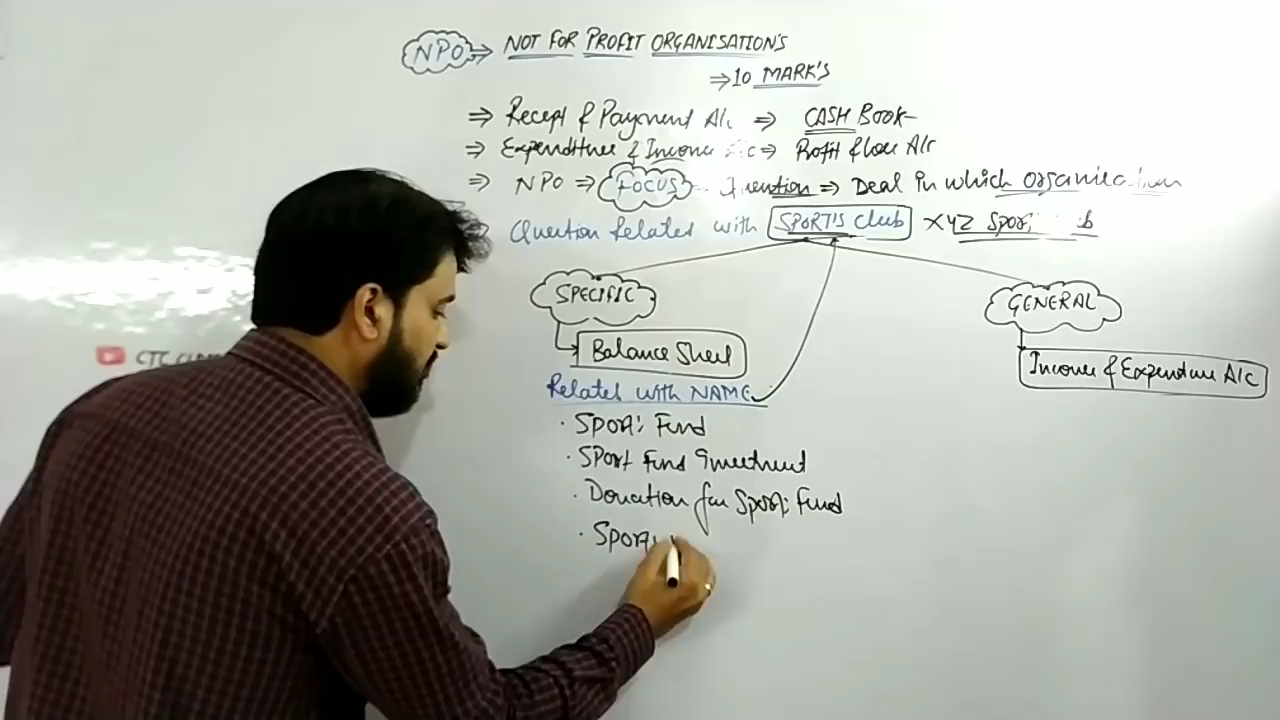 NPO ⇒ NOT FOR PROFIT ORGANISATION'S
⇒ 10 MARK'S
⇒ Recept & Payment A/c ⇒ CASH Book
⇒ Expenditure & Income A/c ⇒ Profit & loss A/c
⇒ NPO ⇒ FOCUS ⇒ Deal in which organisation
Question Related with SPORT'S Club XYZ
SPECIFIC
GENERAL
Balance Sheet
Income & Expenditure A/c
Related with NAME
· Sport's Fund
· Sport Fund Investment
· Donation for Sport's Fund
· Sport's
CTC